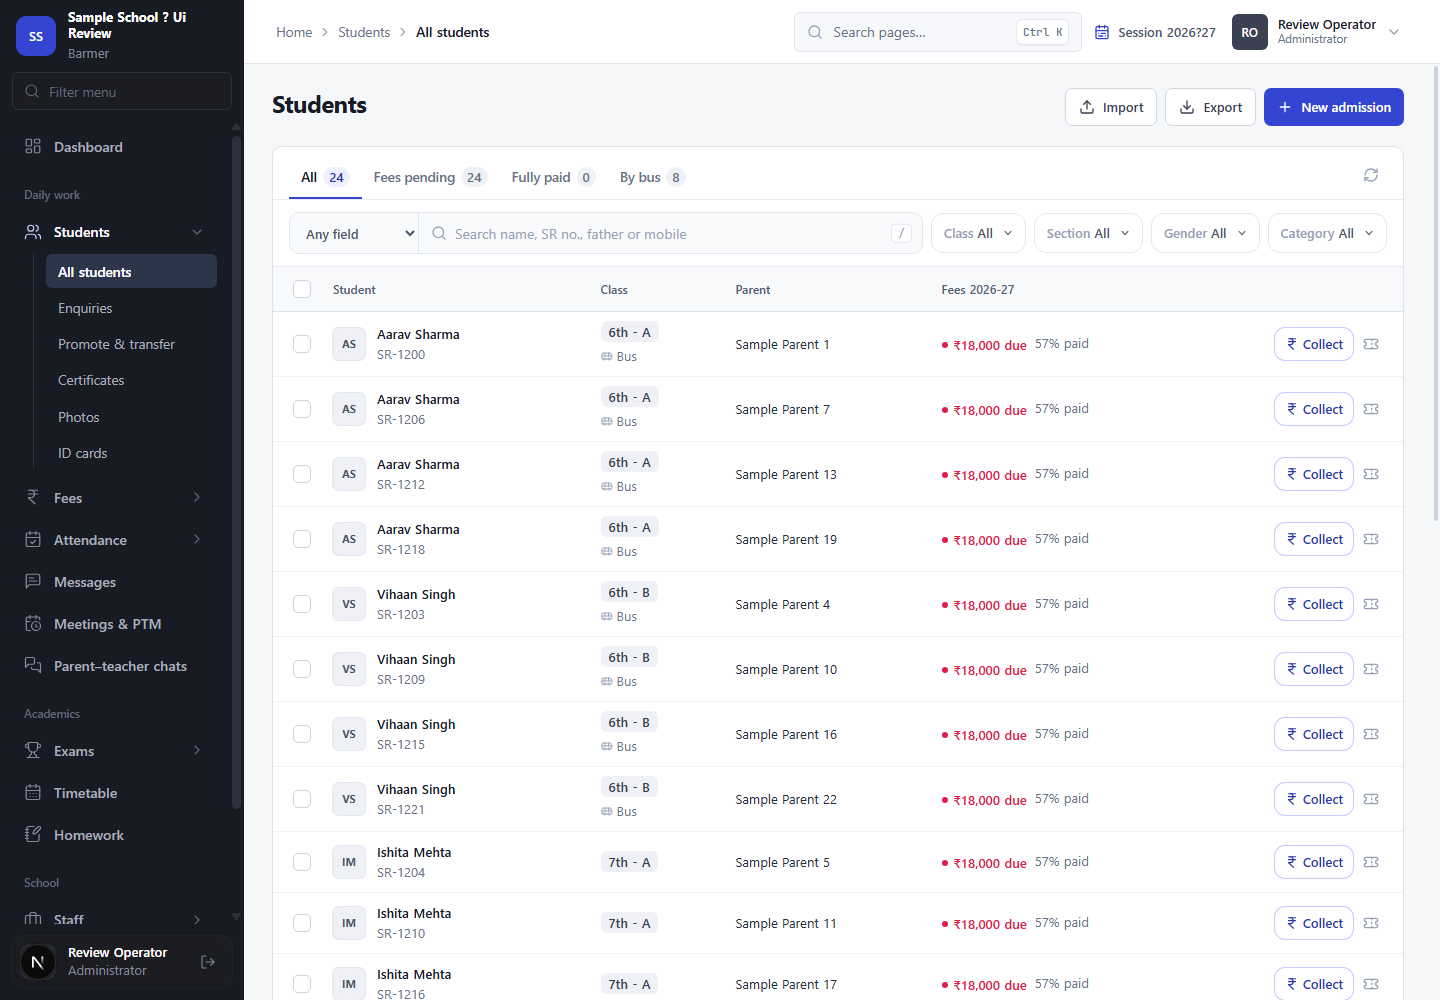 SS
Sample School ? Ui Review
Barmer
Filter menu
Dashboard
Daily work
Students
All students
Enquiries
Promote & transfer
Certificates
Photos
ID cards
Fees
Attendance
Messages
Meetings & PTM
Parent–teacher chats
Academics
Exams
Timetable
Homework
School
Staff
N
Review Operator
Administrator
Home > Students > All students
Search pages... Ctrl K
Session 2026?27
RO
Review Operator
Administrator
Students
Import
Export
+ New admission
All 24
Fees pending 24
Fully paid 0
By bus 8
Any field
Search name, SR no., father or mobile /
Class All
Section All
Gender All
Category All
Student Class Parent Fees 2026-27
AS Aarav Sharma SR-1200 6th - A Bus Sample Parent 1 ₹18,000 due 57% paid ₹ Collect
AS Aarav Sharma SR-1206 6th - A Bus Sample Parent 7 ₹18,000 due 57% paid ₹ Collect
AS Aarav Sharma SR-1212 6th - A Bus Sample Parent 13 ₹18,000 due 57% paid ₹ Collect
AS Aarav Sharma SR-1218 6th - A Bus Sample Parent 19 ₹18,000 due 57% paid ₹ Collect
VS Vihaan Singh SR-1203 6th - B Bus Sample Parent 4 ₹18,000 due 57% paid ₹ Collect
VS Vihaan Singh SR-1209 6th - B Bus Sample Parent 10 ₹18,000 due 57% paid ₹ Collect
VS Vihaan Singh SR-1215 6th - B Bus Sample Parent 16 ₹18,000 due 57% paid ₹ Collect
VS Vihaan Singh SR-1221 6th - B Bus Sample Parent 22 ₹18,000 due 57% paid ₹ Collect
IM Ishita Mehta SR-1204 7th - A Sample Parent 5 ₹18,000 due 57% paid ₹ Collect
IM Ishita Mehta SR-1210 7th - A Sample Parent 11 ₹18,000 due 57% paid ₹ Collect
IM Ishita Mehta SR-1216 7th - A Sample Parent 17 ₹18,000 due 57% paid ₹ Collect